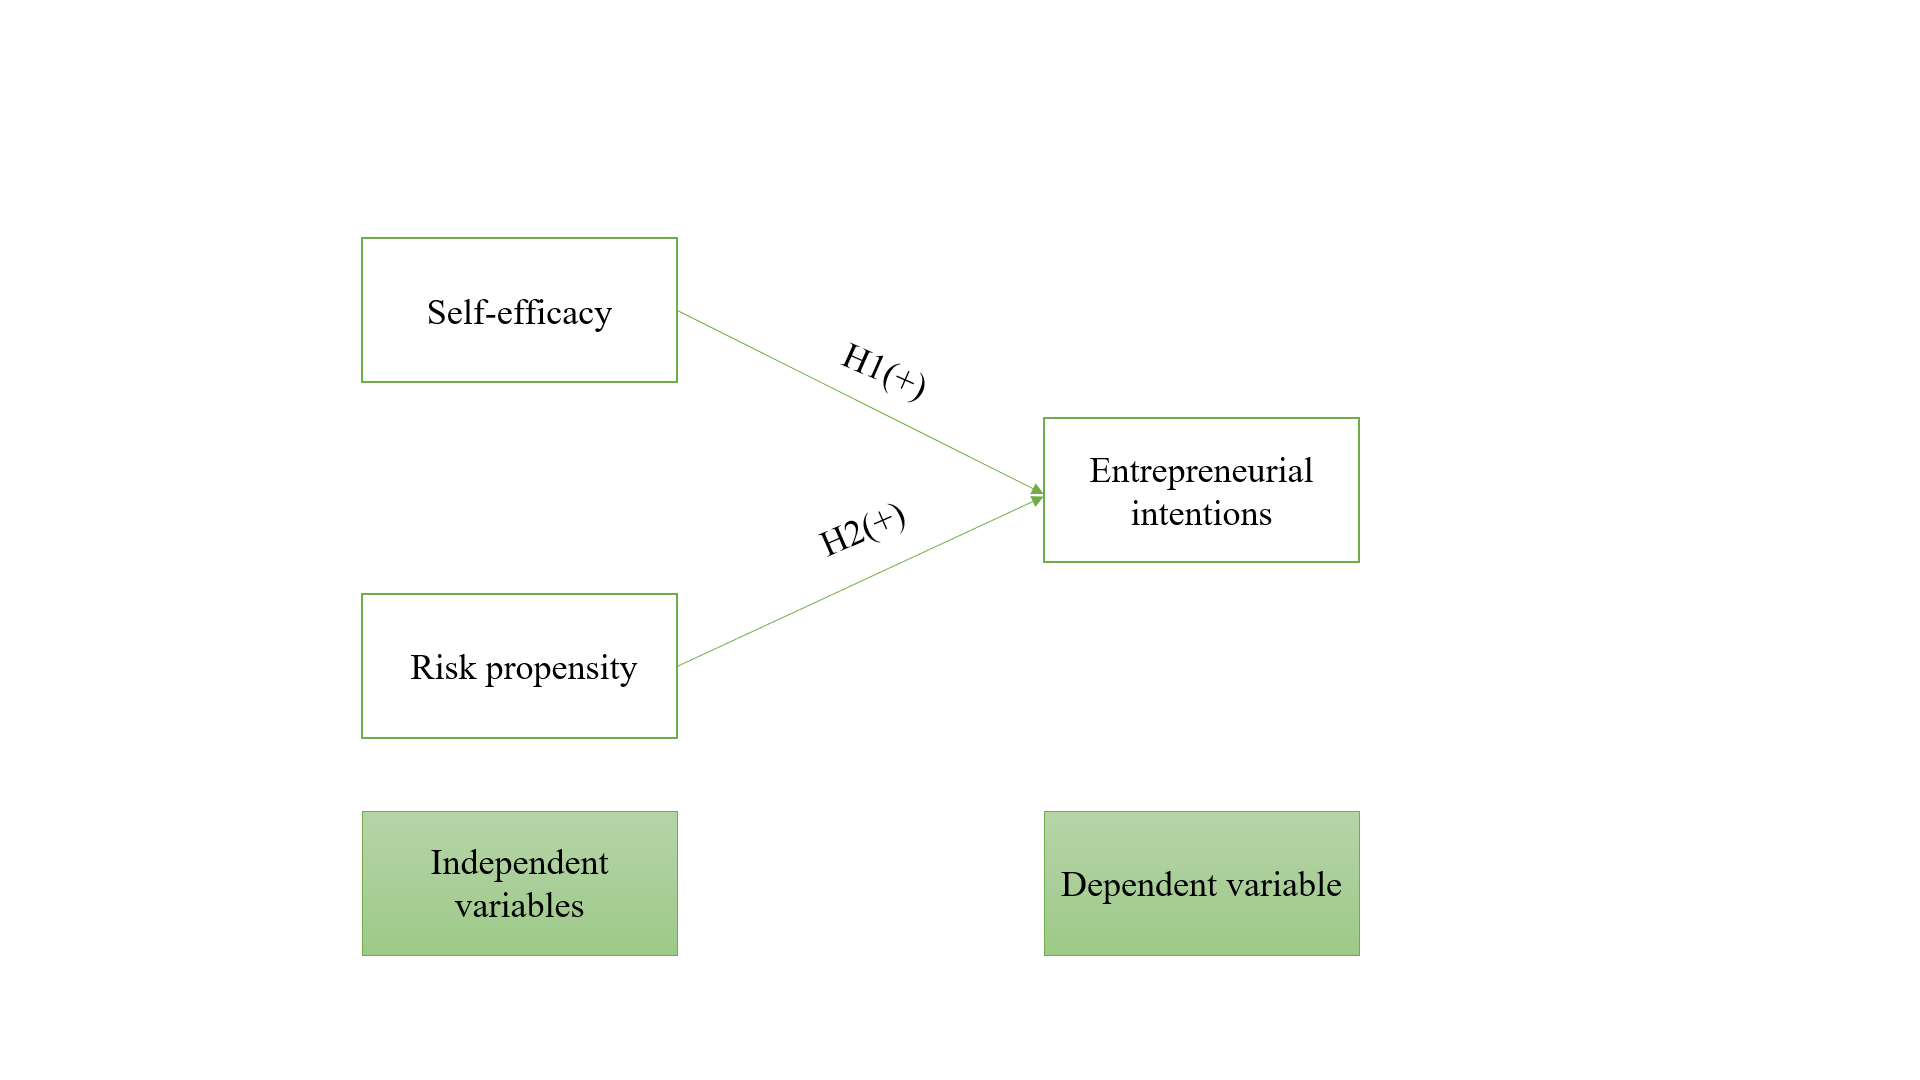 Self-efficacy
H1(+)
Entrepreneurial
intentions
H2(+)
Risk propensity
Independent
variables
Dependent variable